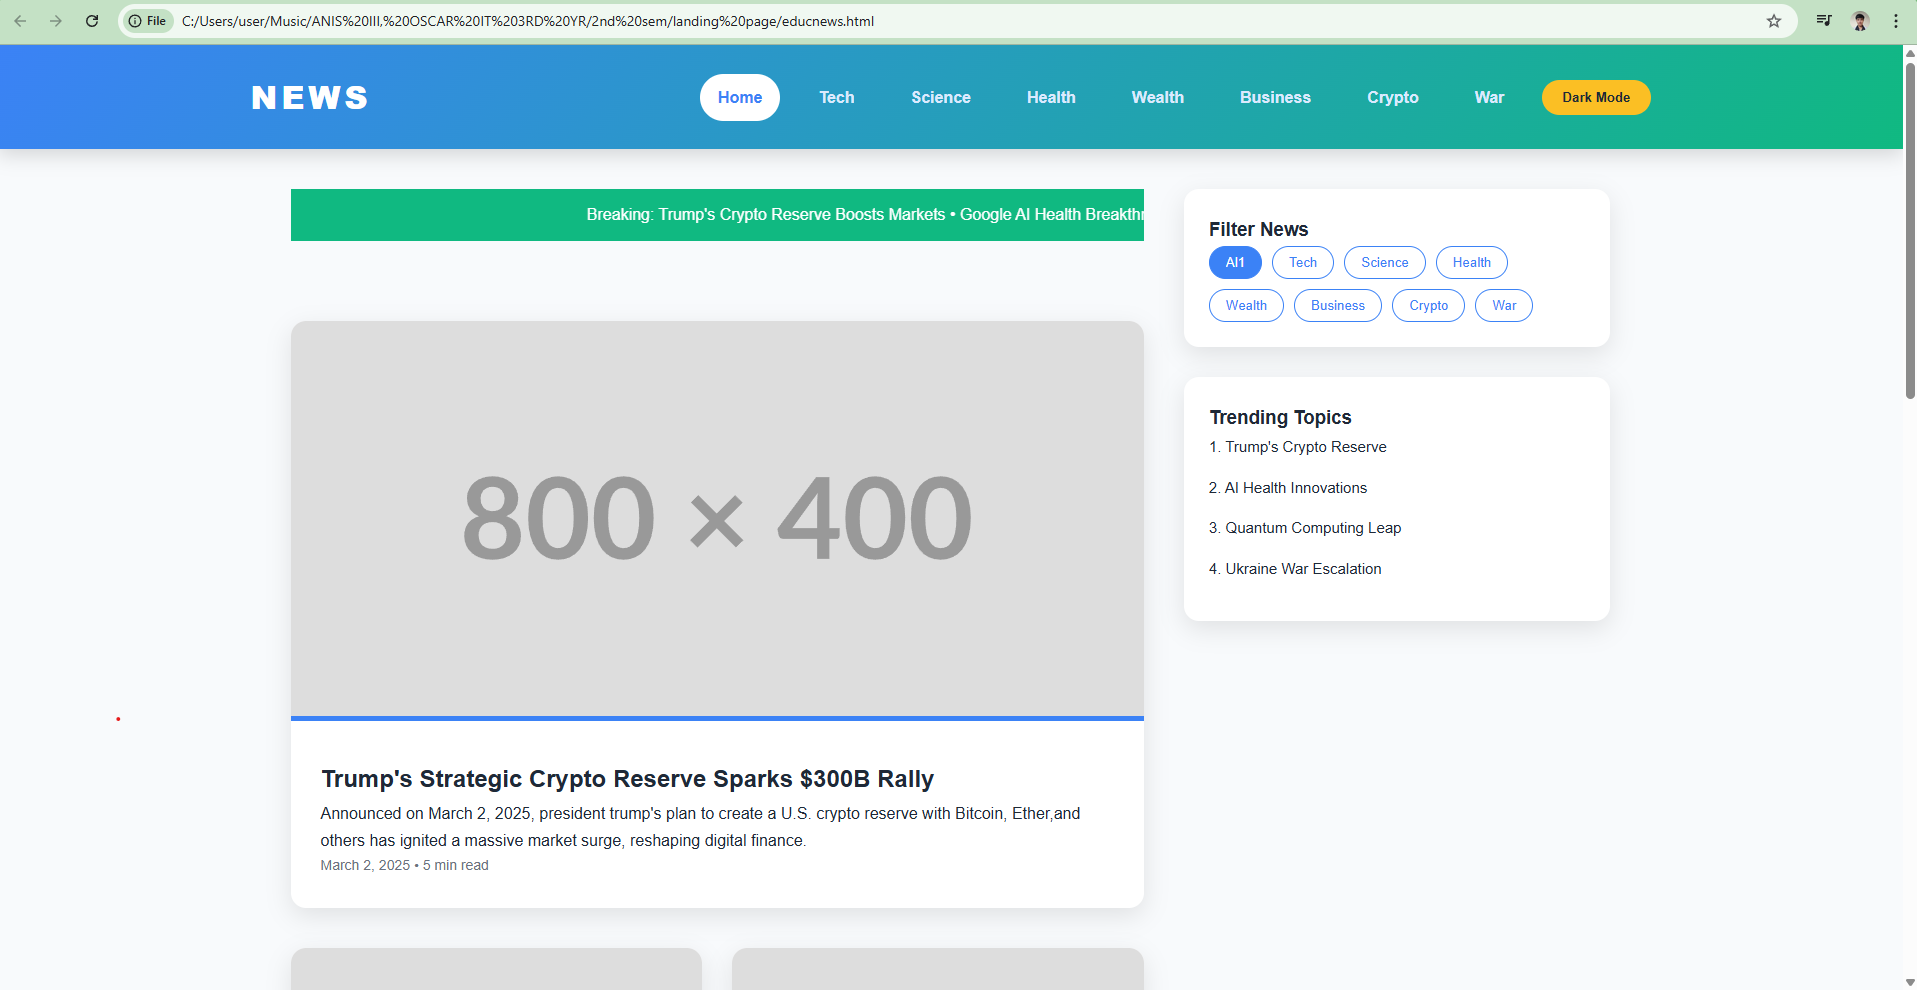 File C:/Users/user/Music/ANIS%20III,%20OSCAR%20IT%203RD%20YR/2nd%20sem/landing%20page/educnews.html
NEWS Home Tech Science Health Wealth Business Crypto War Dark Mode
Breaking: Trump's Crypto Reserve Boosts Markets • Google AI Health Breakthr
800 × 400
Trump's Strategic Crypto Reserve Sparks $300B Rally
Announced on March 2, 2025, president trump's plan to create a U.S. crypto reserve with Bitcoin, Ether,and
others has ignited a massive market surge, reshaping digital finance.
March 2, 2025 • 5 min read
Filter News
Al1 Tech Science Health
Wealth Business Crypto War
Trending Topics
1. Trump's Crypto Reserve
2. AI Health Innovations
3. Quantum Computing Leap
4. Ukraine War Escalation